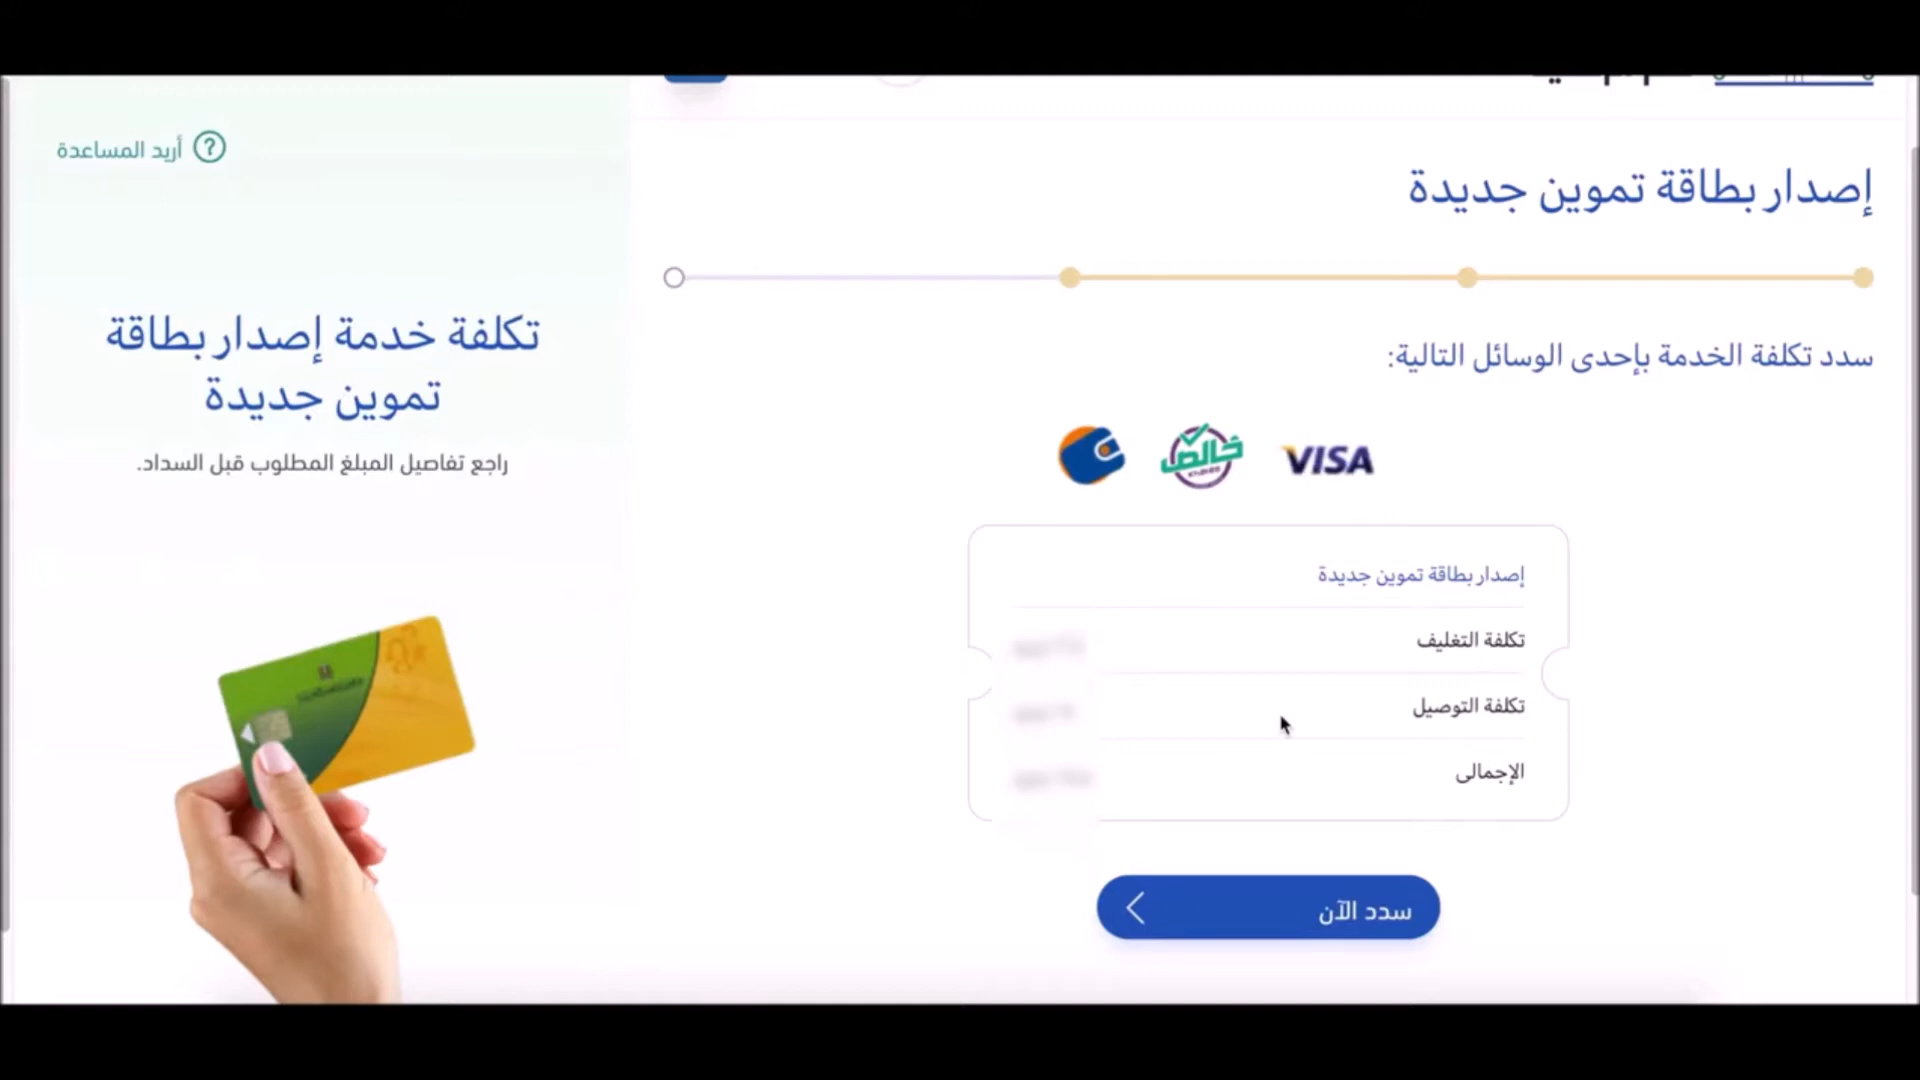 إصدار بطاقة تموين جديدة
سدد تكلفة الخدمة بإحدى الوسائل التالية:
VISA
خالص
إصدار بطاقة تموين جديدة
تكلفة التغليف
تكلفة التوصيل
الإجمالى
سدد الآن
أريد المساعدة
تكلفة خدمة إصدار بطاقة
تموين جديدة
راجع تفاصيل المبلغ المطلوب قبل السداد.